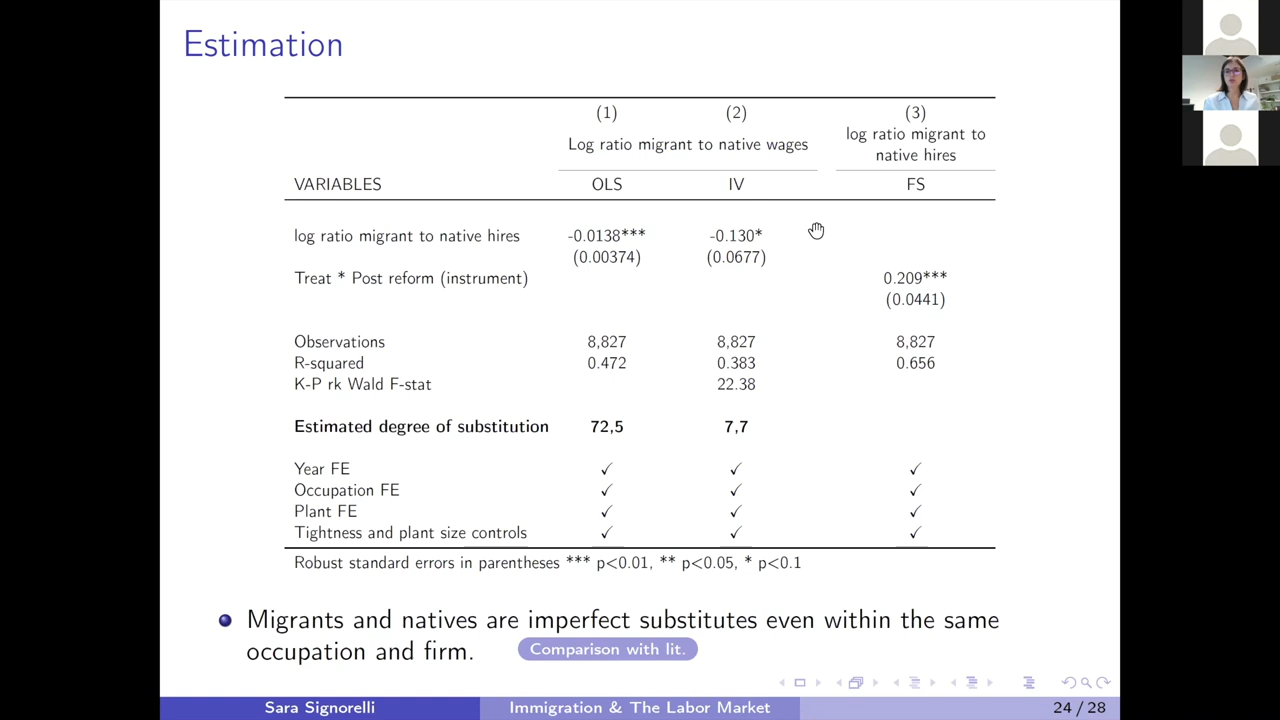 Estimation
(1) (2) (3)
Log ratio migrant to native wages log ratio migrant to native hires
VARIABLES OLS IV FS
log ratio migrant to native hires -0.0138*** -0.130*
(0.00374) (0.0677)
Treat * Post reform (instrument) 0.209***
(0.0441)
Observations 8,827 8,827 8,827
R-squared 0.472 0.383 0.656
K-P rk Wald F-stat 22.38
Estimated degree of substitution 72,5 7,7
Year FE ✓ ✓ ✓
Occupation FE ✓ ✓ ✓
Plant FE ✓ ✓ ✓
Tightness and plant size controls ✓ ✓ ✓
Robust standard errors in parentheses *** p<0.01, ** p<0.05, * p<0.1
Migrants and natives are imperfect substitutes even within the same
occupation and firm. Comparison with lit.
Sara Signorelli Immigration & The Labor Market 24 / 28